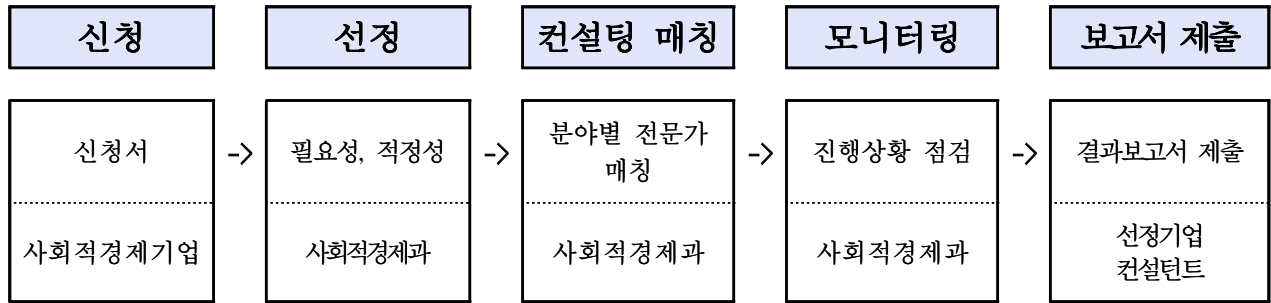 신청 선정 컨설팅 매칭 모니터링 보고서 제출
신청서 -> 필요성, 적정성 -> 분야별 전문가 -> 진행상황 점검 -> 결과보고서 제출
매칭
사회적경제기업 사회적경제과 사회적경제과 사회적경제과 선정기업
컨설턴트